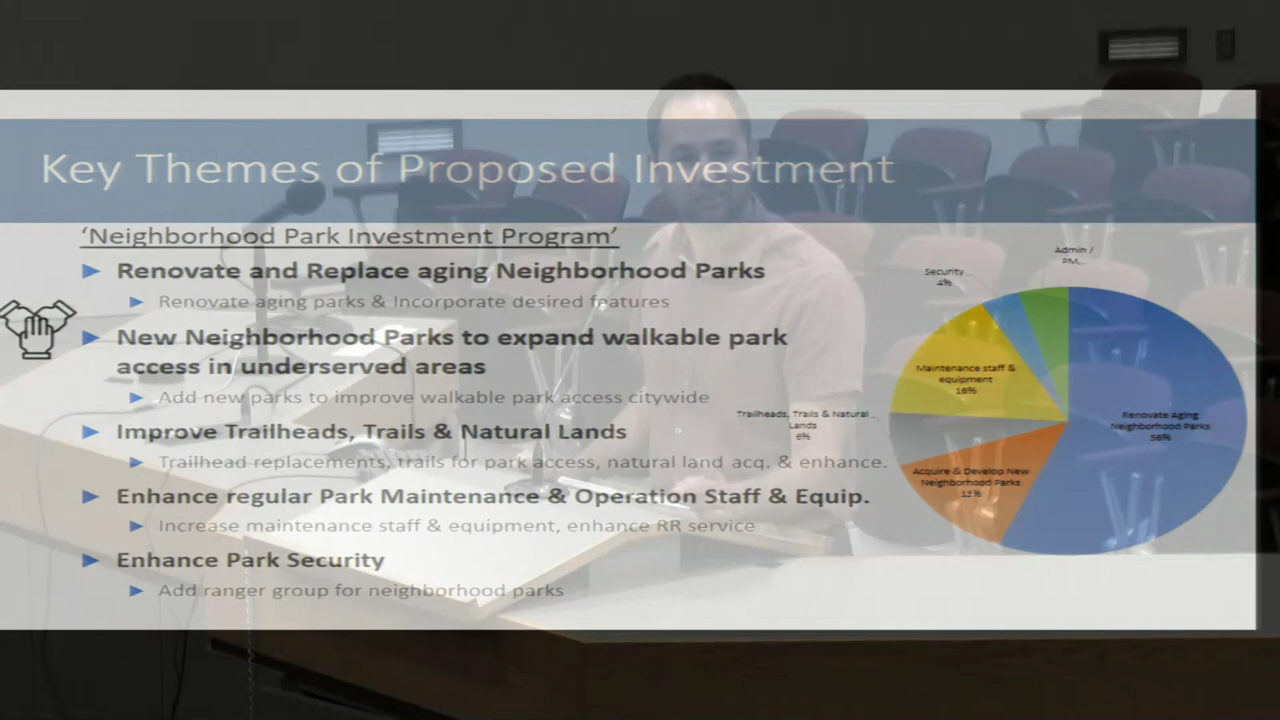 Key Themes of Proposed Investment
‘Neighborhood Park Investment Program’
Renovate and Replace aging Neighborhood Parks
Renovate aging parks & Incorporate desired features
New Neighborhood Parks to expand walkable park
access in underserved areas
Add new parks to improve walkable park access citywide
Improve Trailheads, Trails & Natural Lands
Trailhead replacements, trails for park access, natural land acq. & enhance.
Enhance regular Park Maintenance & Operation Staff & Equip.
Increase maintenance staff & equipment, enhance RR service
Enhance Park Security
Add ranger group for neighborhood parks
Admin /
PM...
Security...
4%
Maintenance staff &
equipment
16%
Trailheads, Trails & Natural...
Lands
6%
Renovate Aging
Neighborhood Parks
56%
Acquire & Develop New
Neighborhood Parks